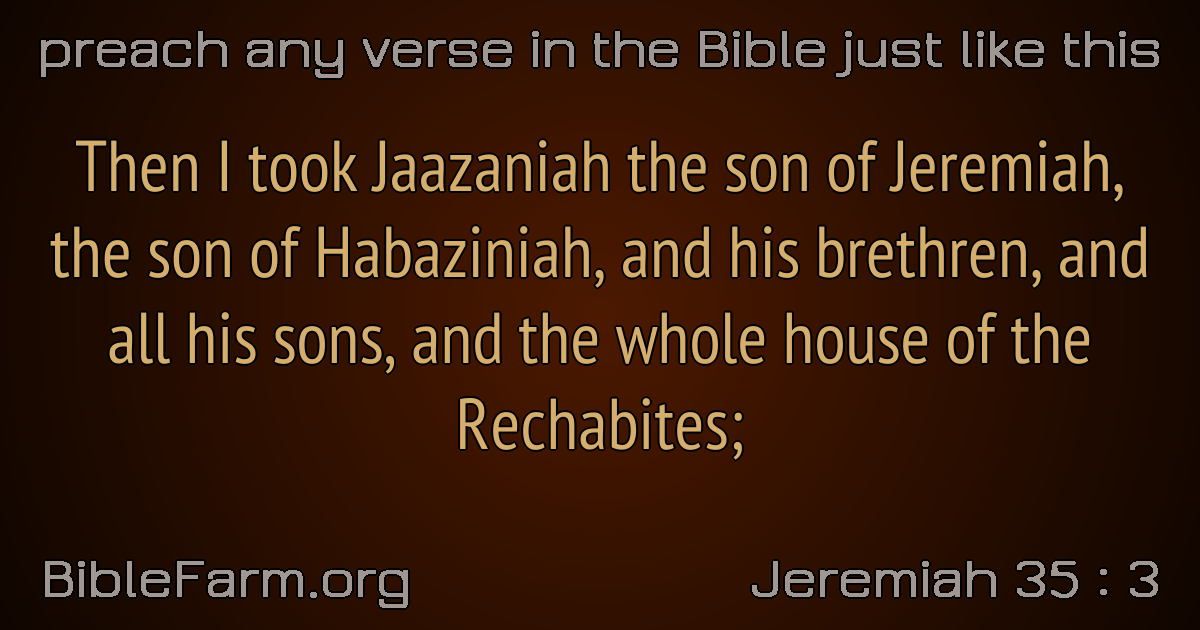 preach any verse in the Bible just like this
Then I took Jaazaniah the son of Jeremiah,
the son of Habaziniah, and his brethren, and
all his sons, and the whole house of the
Rechabites;
BibleFarm.org
Jeremiah 35 : 3